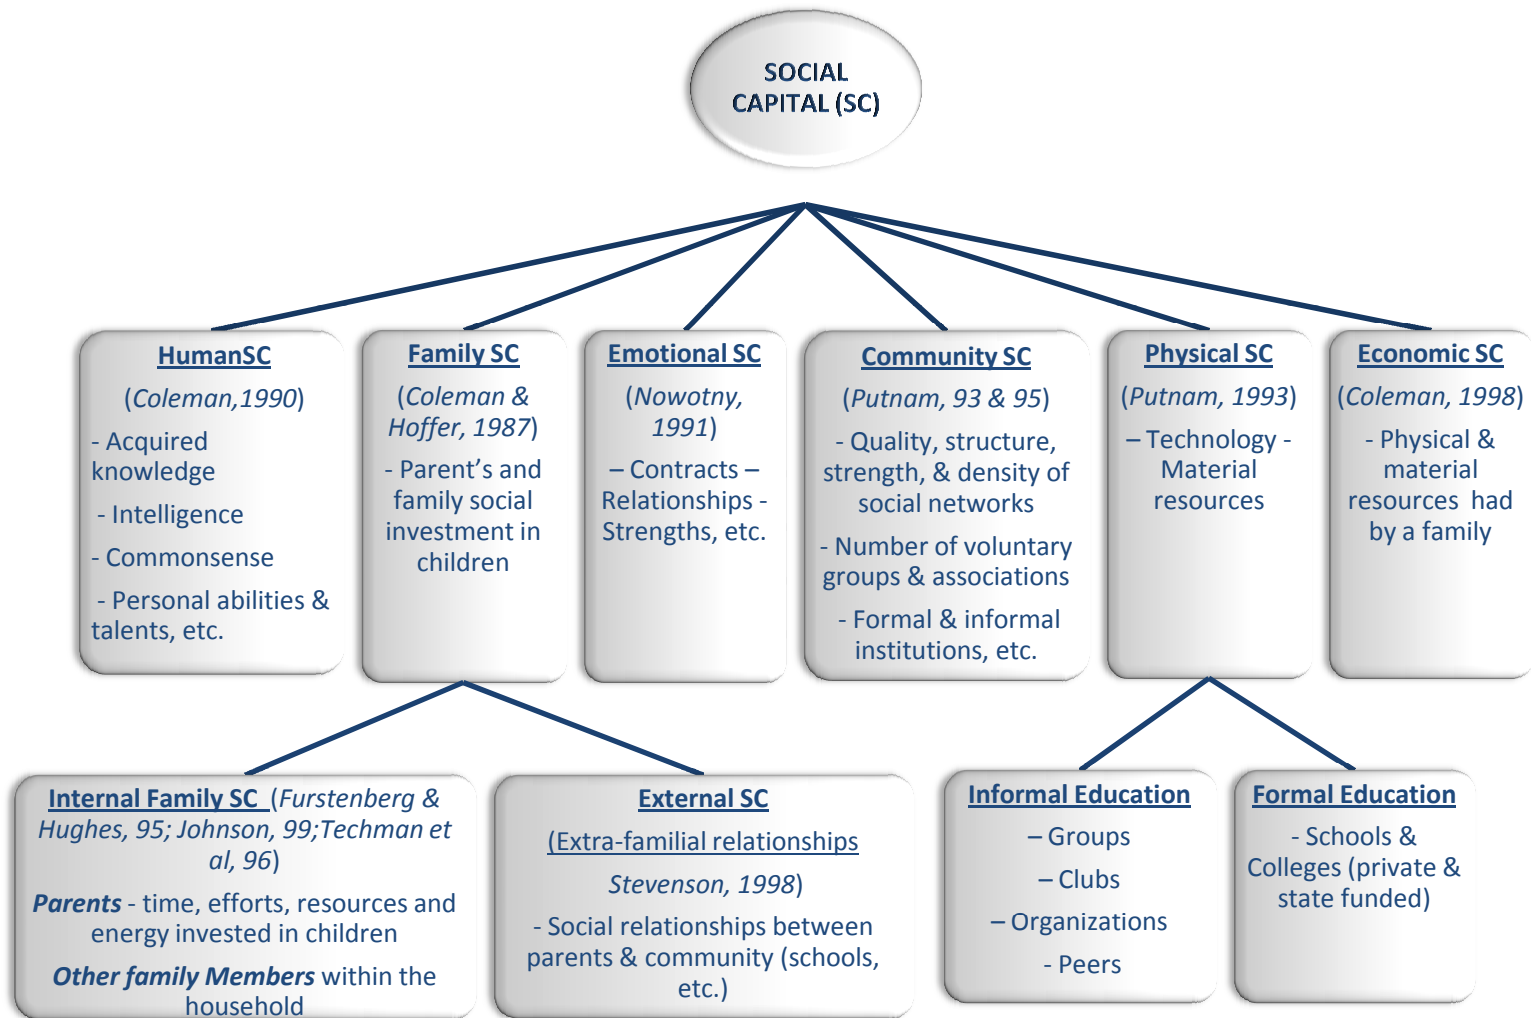 SOCIAL
CAPITAL (SC)
HumanSC
(Coleman,1990)
- Acquired
knowledge
- Intelligence
- Commonsense
- Personal abilities &
talents, etc.
Family SC
(Coleman &
Hoffer, 1987)
- Parent’s and
family social
investment in
children
Emotional SC
(Nowotny,
1991)
– Contracts –
Relationships -
Strengths, etc.
Community SC
(Putnam, 93 & 95)
- Quality, structure,
strength, & density of
social networks
- Number of voluntary
groups & associations
- Formal & informal
institutions, etc.
Physical SC
(Putnam, 1993)
– Technology -
Material
resources
Economic SC
(Coleman, 1998)
- Physical &
material
resources had
by a family
Internal Family SC (Furstenberg &
Hughes, 95; Johnson, 99;Techman et
al, 96)
Parents - time, efforts, resources and
energy invested in children
Other family Members within the
household
External SC
(Extra-familial relationships
Stevenson, 1998)
- Social relationships between
parents & community (schools,
etc.)
Informal Education
– Groups
– Clubs
– Organizations
- Peers
Formal Education
- Schools &
Colleges (private &
state funded)